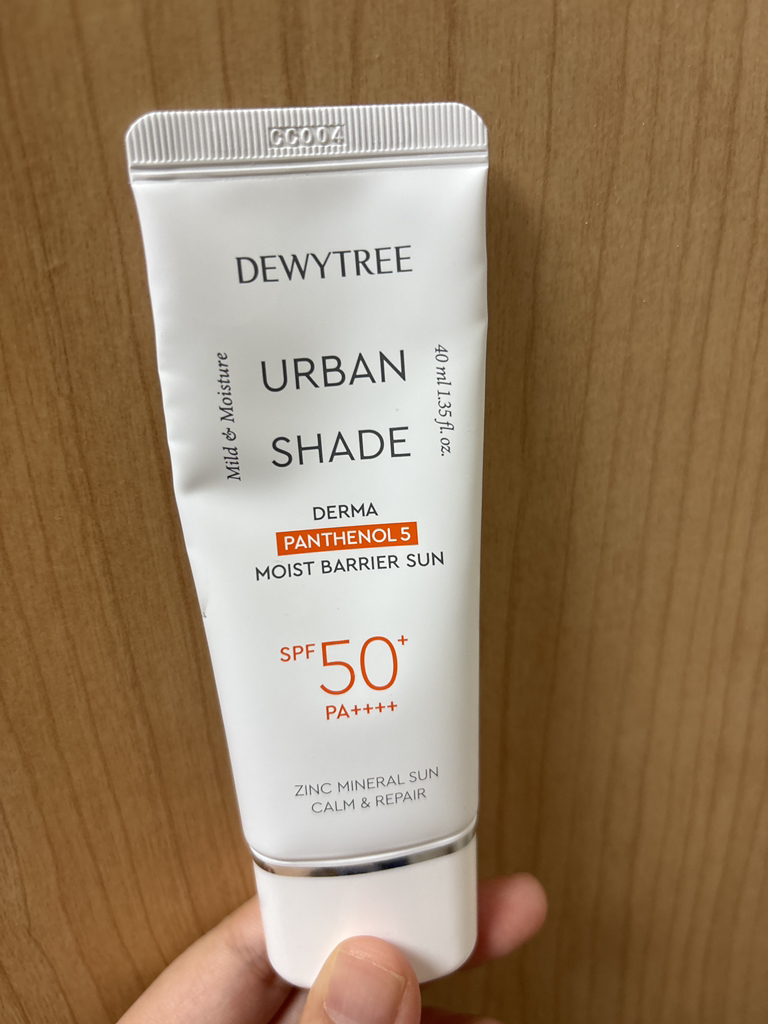 CC004
DEWYTREE
Mild & Moisture
URBAN
SHADE
40 ml 1.35 fl. oz.
DERMA
PANTHENOL 5
MOIST BARRIER SUN
SPF 50+
PA++++
ZINC MINERAL SUN
CALM & REPAIR